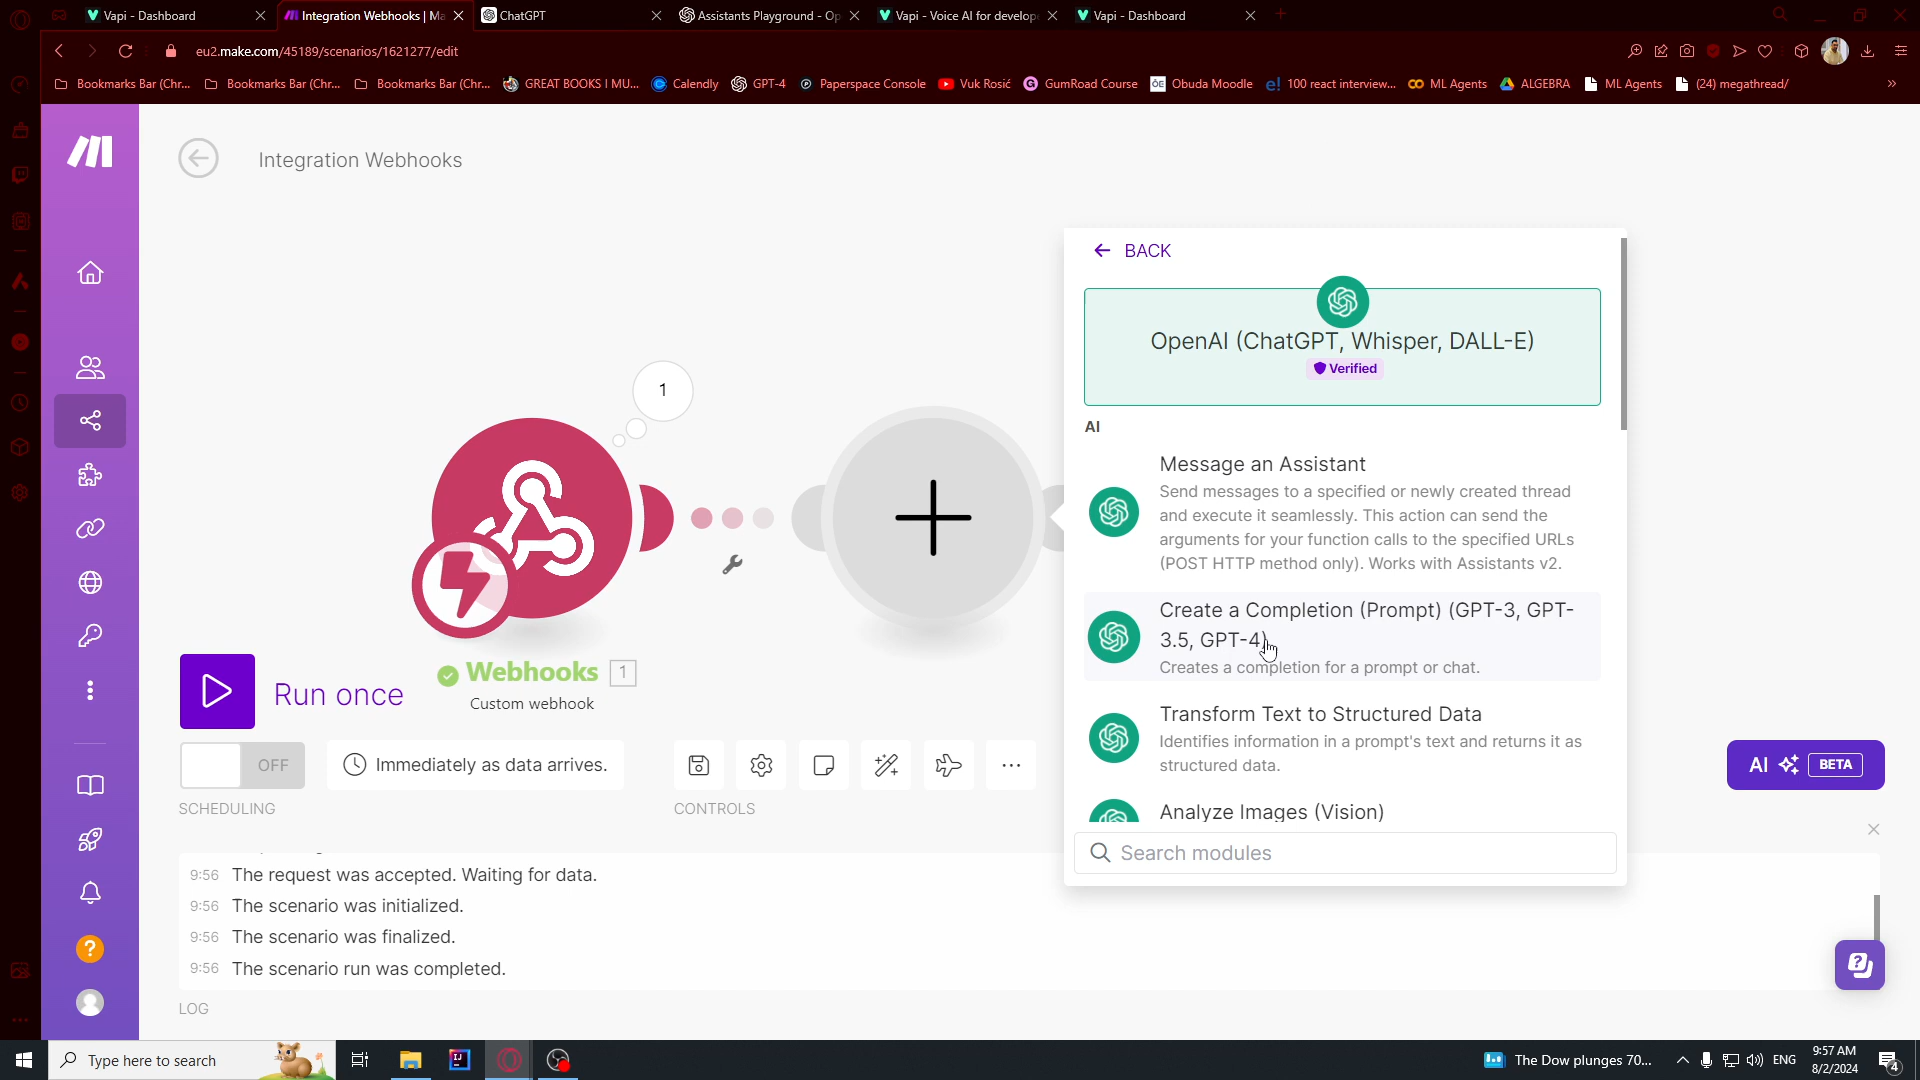 Vapi - Dashboard
Integration Webhooks | Ma
ChatGPT
Assistants Playground - Op
Vapi - Voice AI for develope
Vapi - Dashboard
eu2.make.com/45189/scenarios/1621277/edit
Bookmarks Bar (Chr...
Bookmarks Bar (Chr...
Bookmarks Bar (Chr...
GREAT BOOKS I MU...
Calendly
GPT-4
Paperspace Console
Vuk Rosić
GumRoad Course
Obuda Moodle
100 react interview...
ML Agents
ALGEBRA
ML Agents
(24) megathread/
Integration Webhooks
BACK
OpenAI (ChatGPT, Whisper, DALL-E)
Verified
AI
Message an Assistant
Send messages to a specified or newly created thread
and execute it seamlessly. This action can send the
arguments for your function calls to the specified URLs
(POST HTTP method only). Works with Assistants v2.
Create a Completion (Prompt) (GPT-3, GPT-
3.5, GPT-4)
Creates a completion for a prompt or chat.
Transform Text to Structured Data
Identifies information in a prompt's text and returns it as
structured data.
Analyze Images (Vision)
Search modules
1
Webhooks 1
Custom webhook
Run once
OFF
Immediately as data arrives.
SCHEDULING
CONTROLS
AI BETA
9:56 The request was accepted. Waiting for data.
9:56 The scenario was initialized.
9:56 The scenario was finalized.
9:56 The scenario run was completed.
LOG
Type here to search
The Dow plunges 70...
ENG
9:57 AM
8/2/2024
4